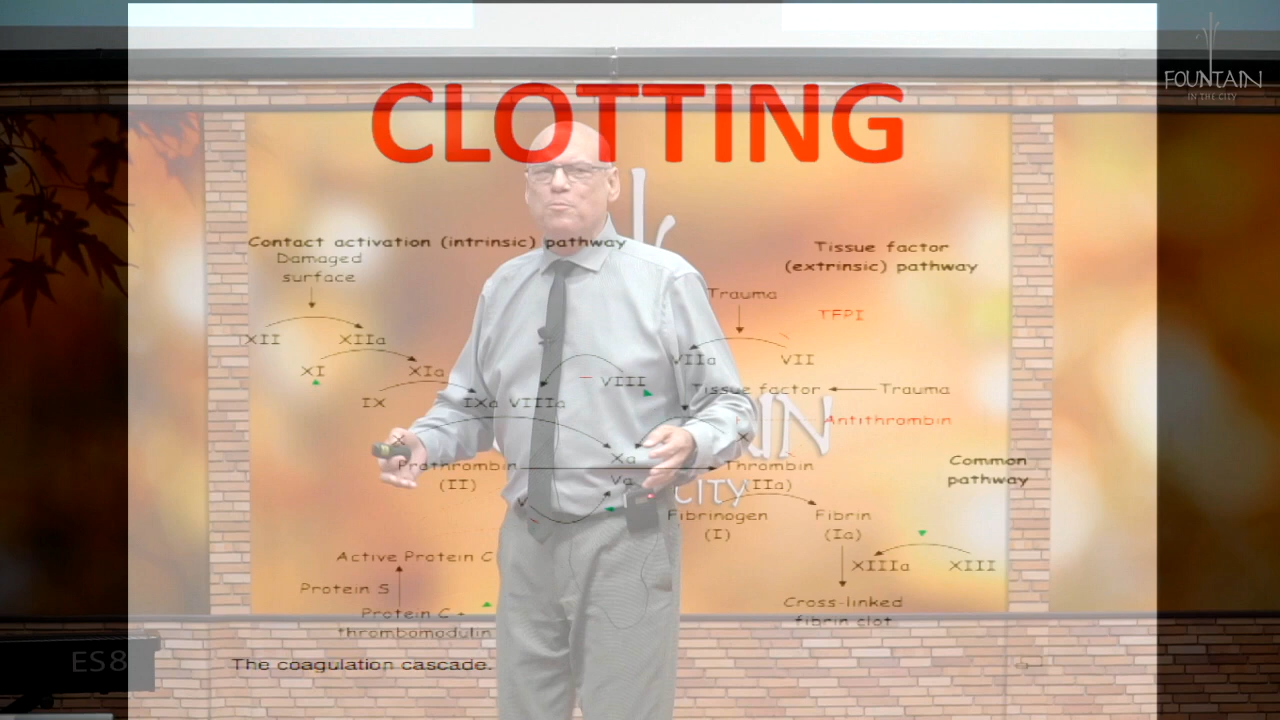 CLOTTING
FOUNTAIN
IN THE CITY
Contact activation (intrinsic) pathway
Damaged
surface
Tissue factor
(extrinsic) pathway
Trauma
TFPI
XII
XIIa
VIIa
VII
XI
XIa
VIII
Tissue factor
Trauma
IX
IXa
VIIIa
Antithrombin
X
X
Xa
Prothrombin
(II)
Va
Thrombin
(IIa)
Common
pathway
V
Fibrinogen
(I)
Fibrin
(Ia)
Active Protein C
XIIIa
XIII
Protein S
Protein C +
thrombomodulin
Cross-linked
fibrin clot
The coagulation cascade.
IN
CITY
ES8